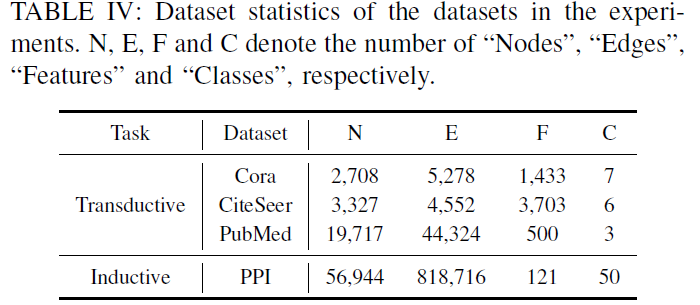 TABLE IV: Dataset statistics of the datasets in the experi-
ments. N, E, F and C denote the number of “Nodes”, “Edges”,
“Features” and “Classes”, respectively.
Task Dataset N E F C
Cora 2,708 5,278 1,433 7
Transductive CiteSeer 3,327 4,552 3,703 6
PubMed 19,717 44,324 500 3
Inductive PPI 56,944 818,716 121 50